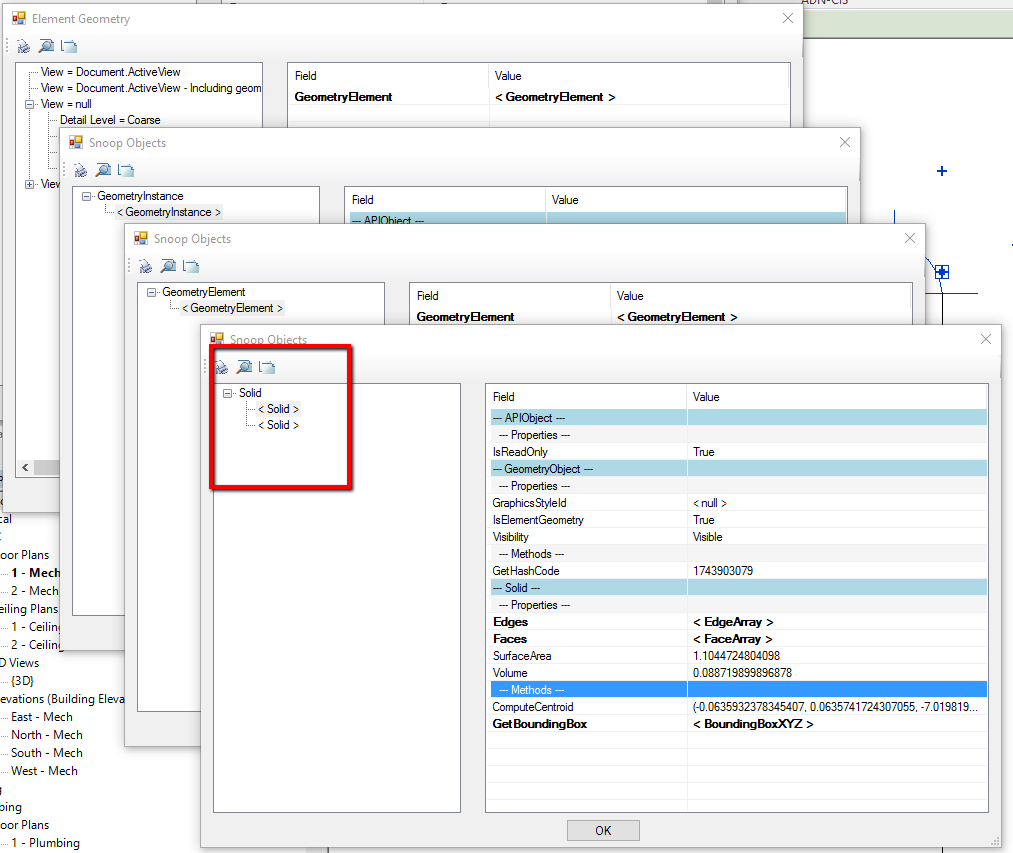 ADN-CIS
Element Geometry
View = Document.ActiveView
View = Document.ActiveView - Including geom
View = null
Detail Level = Coarse
Field Value
GeometryElement < GeometryElement >
Snoop Objects
GeometryInstance
< GeometryInstance >
Field Value
--- APIObject ---
Snoop Objects
GeometryElement
< GeometryElement >
Field Value
GeometryElement < GeometryElement >
Snoop Objects
Solid
< Solid >
< Solid >
Field Value
--- APIObject ---
--- Properties ---
IsReadOnly True
--- GeometryObject ---
--- Properties ---
GraphicsStyleId < null >
IsElementGeometry True
Visibility Visible
--- Methods ---
GetHashCode 1743903079
--- Solid ---
--- Properties ---
Edges < EdgeArray >
Faces < FaceArray >
SurfaceArea 1.1044724804098
Volume 0.088719899896878
--- Methods ---
ComputeCentroid (-0.0635932378345407, 0.0635741724307055, -7.019819...
GetBoundingBox < BoundingBoxXYZ >
OK
cal
oor Plans
1 - Mech
2 - Mech
eiling Plans
1 - Ceiling
2 - Ceiling
D Views
{3D}
evations (Building Eleva
East - Mech
North - Mech
South - Mech
West - Mech
bing
oor Plans
1 - Plumbing